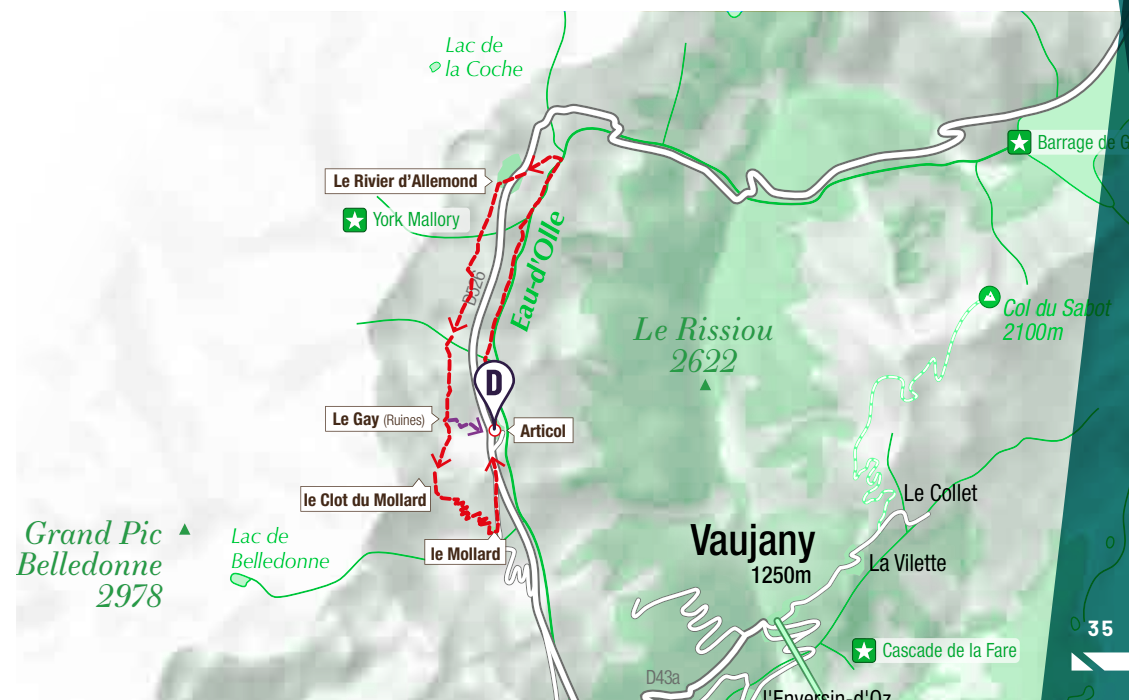 Lac de
la Coche
Barrage de G
Le Rivier d’Allemond
York Mallory
D526
Eau-d'Olle
Col du Sabot
2100m
Le Rissiou
2622
D
Le Gay (Ruines)
Articol
le Clot du Mollard
Le Collet
Grand Pic
Belledonne
2978
Lac de
Belledonne
le Mollard
Vaujany
1250m
La Vilette
35
Cascade de la Fare
D43a
l'Enversin-d'Oz